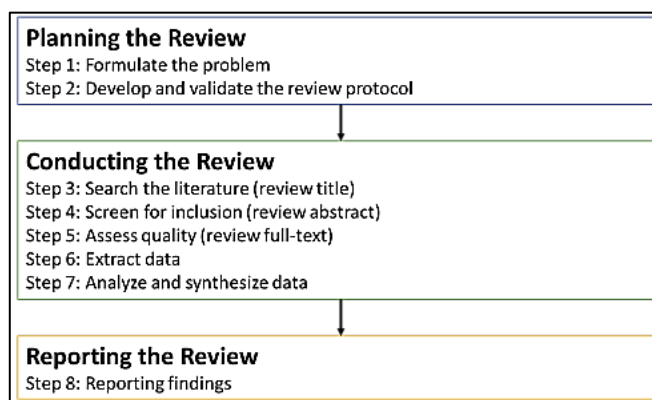 Planning the Review
Step 1: Formulate the problem
Step 2: Develop and validate the review protocol
Conducting the Review
Step 3: Search the literature (review title)
Step 4: Screen for inclusion (review abstract)
Step 5: Assess quality (review full-text)
Step 6: Extract data
Step 7: Analyze and synthesize data
Reporting the Review
Step 8: Reporting findings